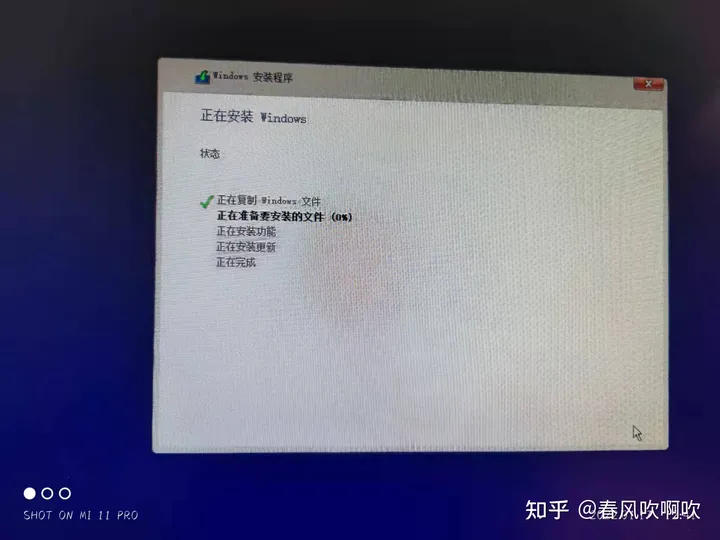 Windows 安装程序
正在安装 Windows
状态
正在复制 Windows 文件
正在准备要安装的文件 (0%)
正在安装功能
正在安装更新
正在完成
SHOT ON MI 11 PRO
知乎 @春风吹啊吹